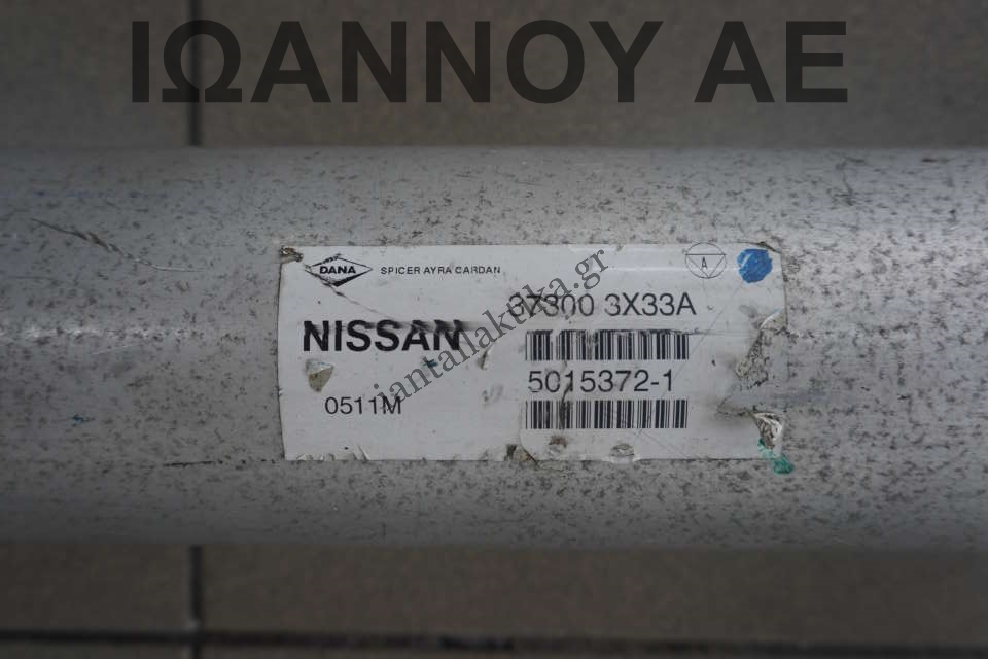 ΙΩΑΝΝΟΥ ΑΕ
DANA
SPICER AYRA CARDAN
A
37300 3X33A
NISSAN
5015372-1
0511M
iantallaktika.gr